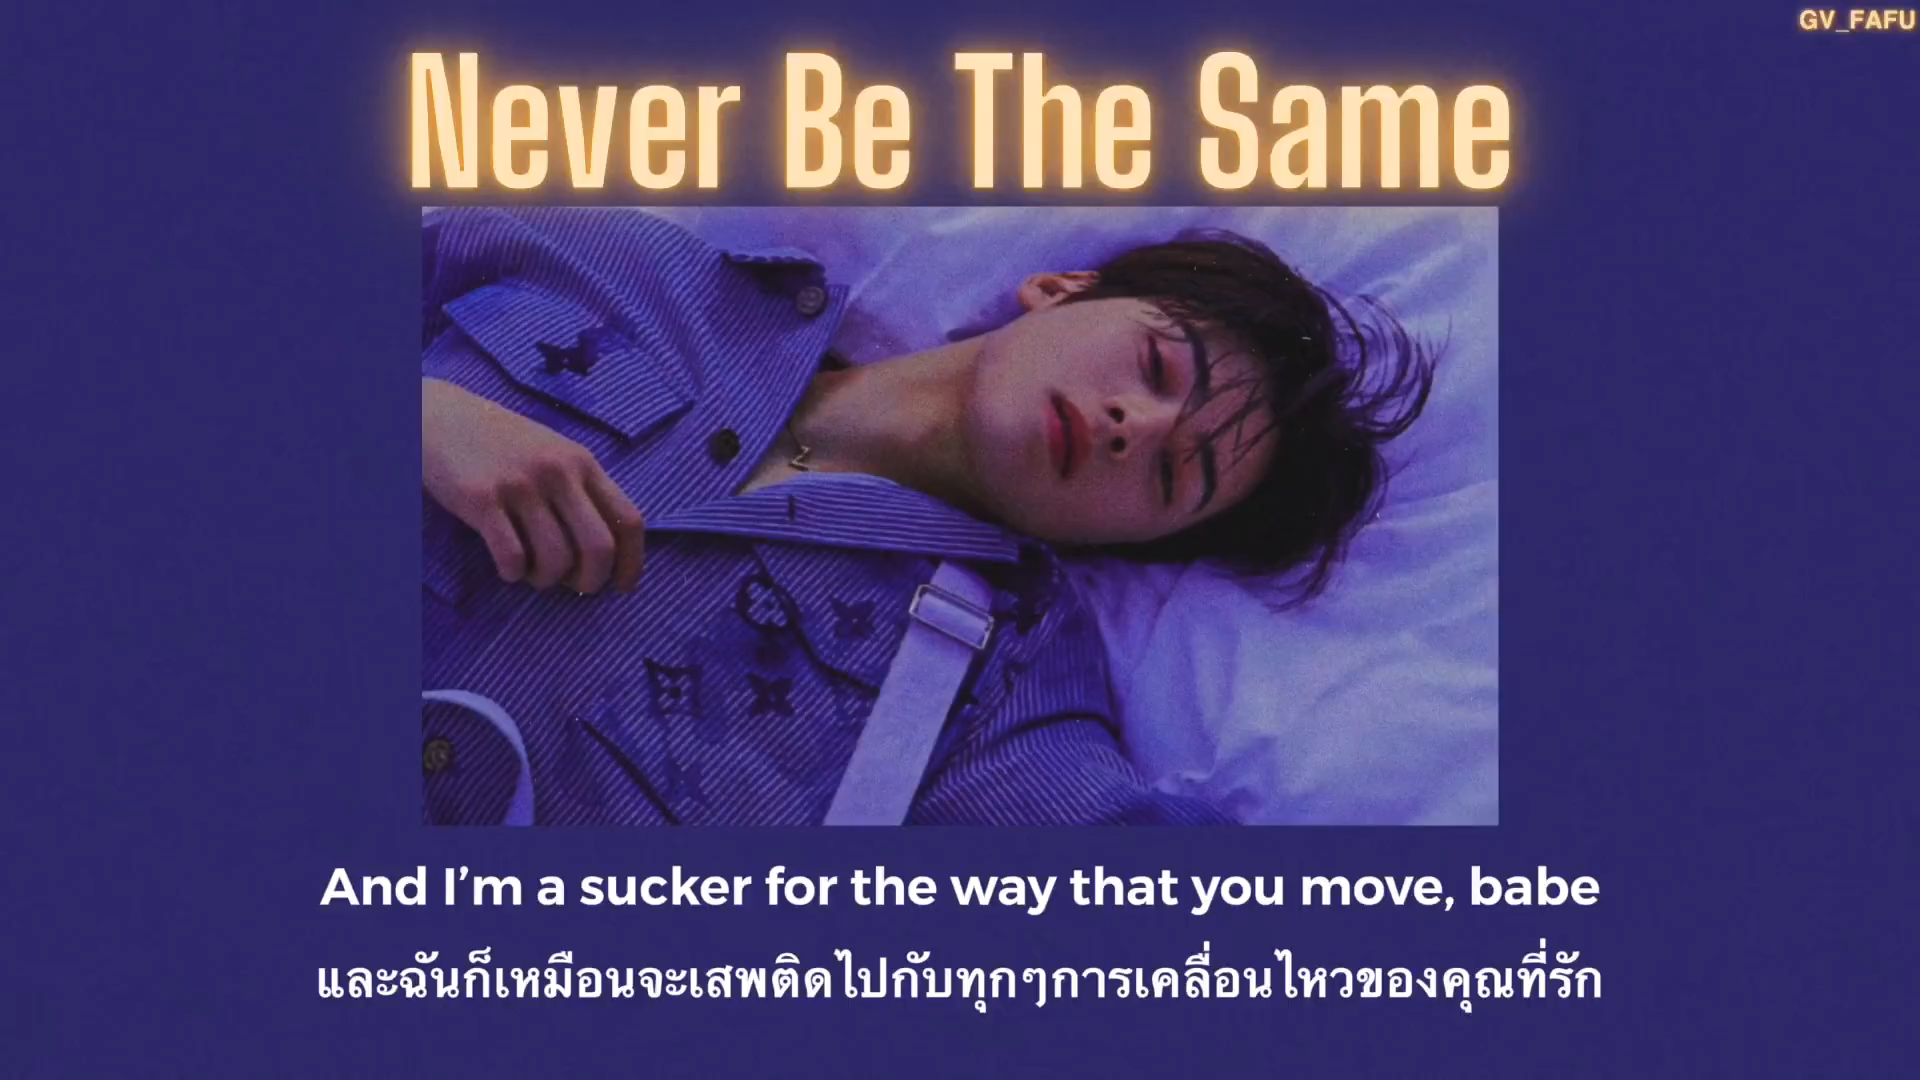 GV_FAFU
Never Be The Same
And I’m a sucker for the way that you move, babe
และฉันก็เหมือนจะเสพติดไปกับทุกๆการเคลื่อนไหวของคุณที่รัก